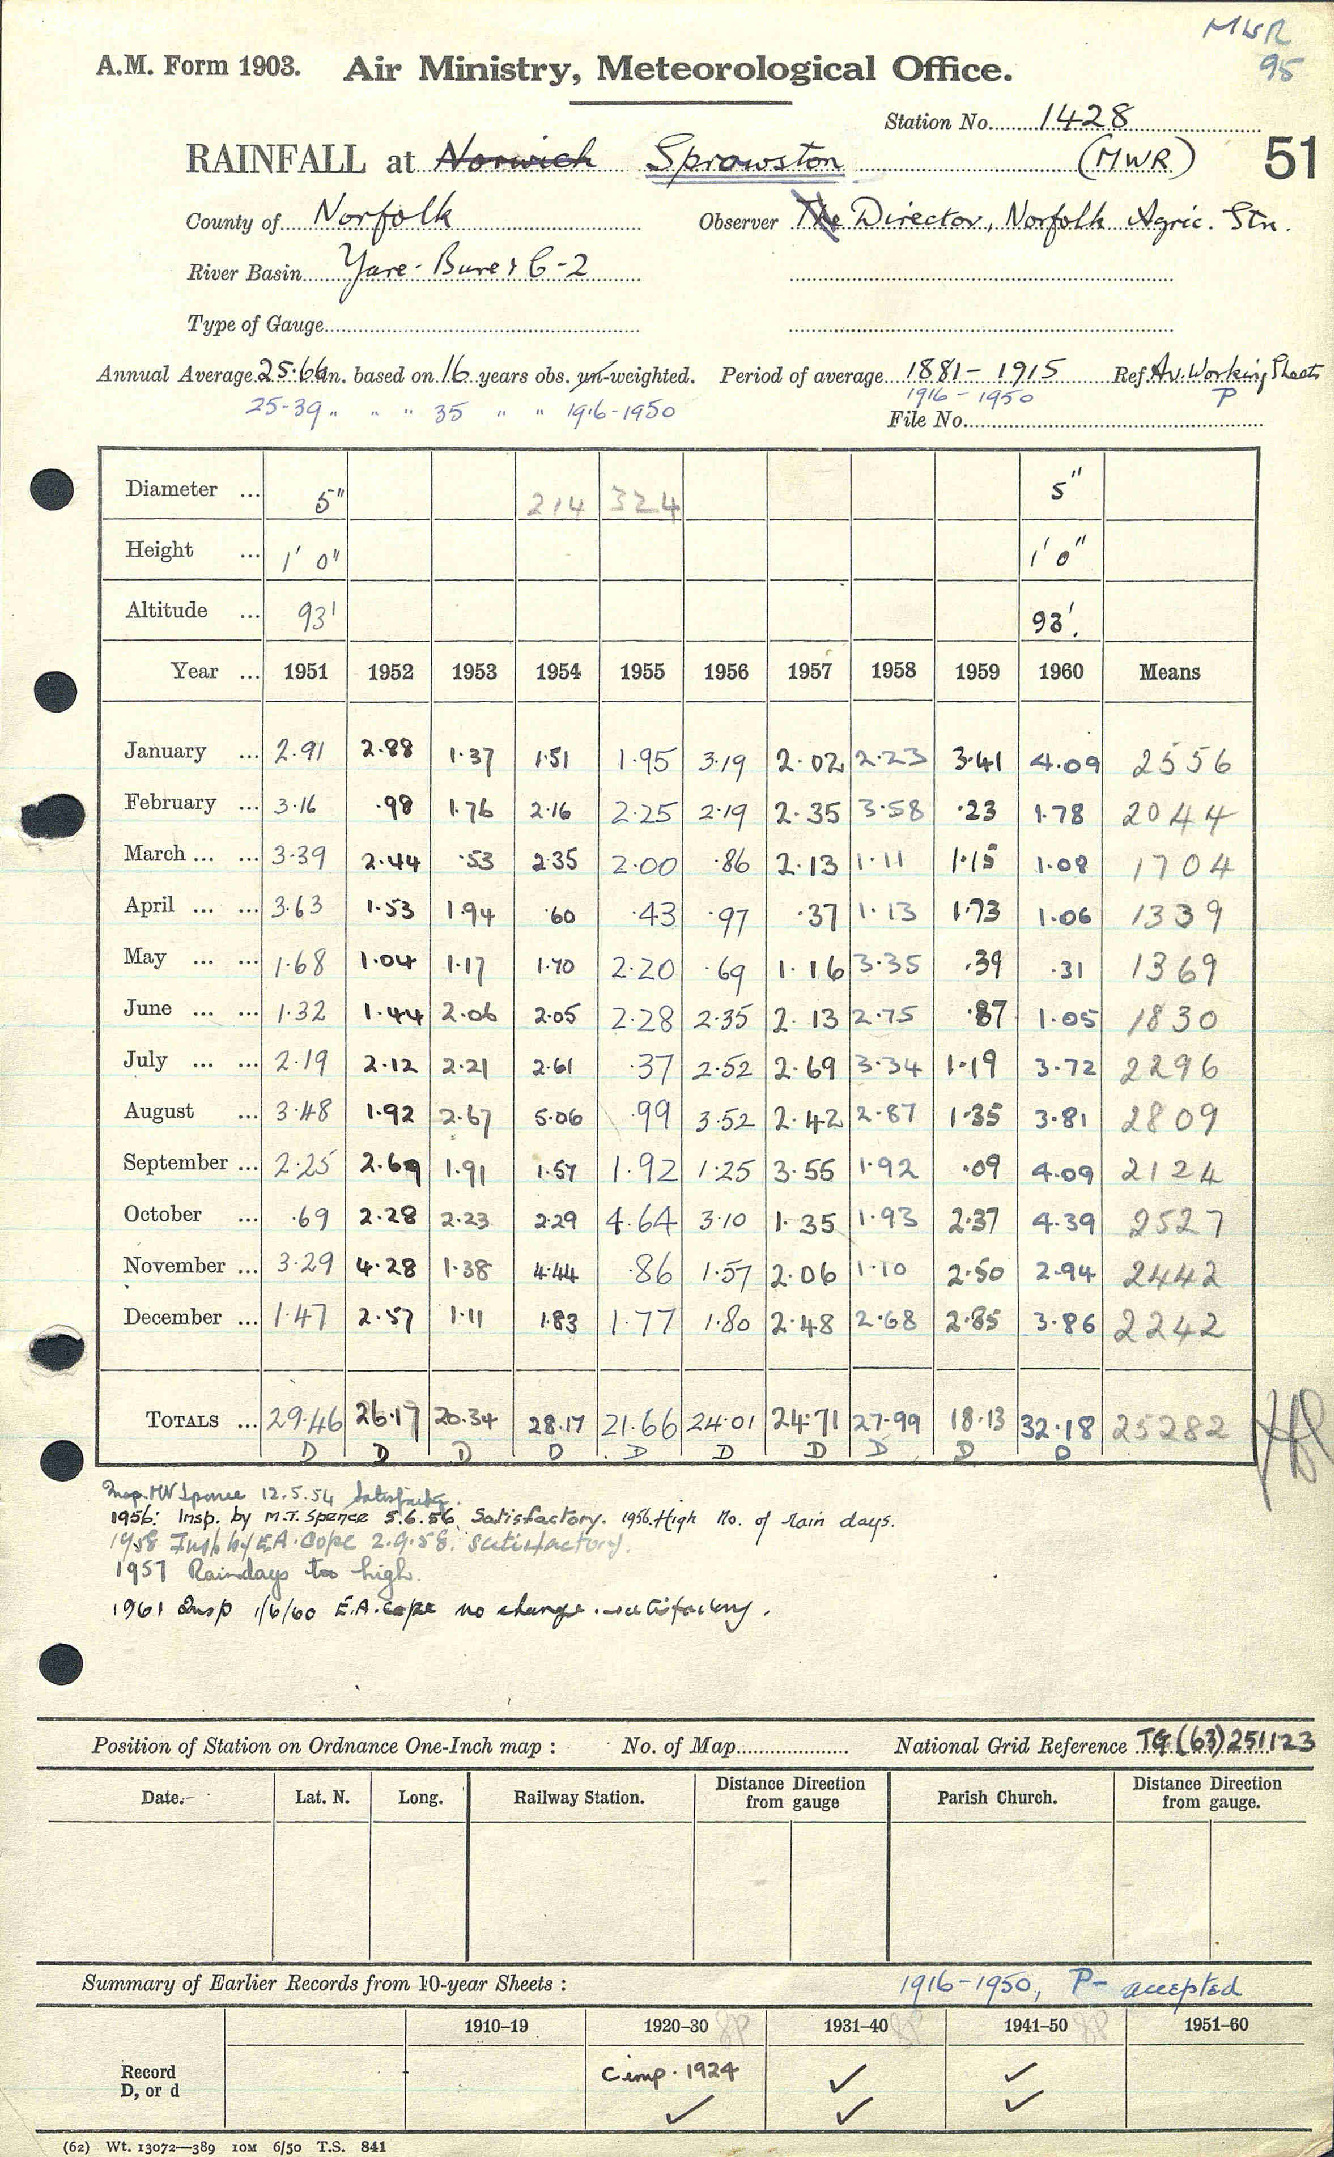 MWR
95
A.M. Form 1903. Air Ministry, Meteorological Office.
Station No. 1428
RAINFALL at Norwich Sprowston (MWR) 51
County of Norfolk Observer The Director, Norfolk Agric. Stn.
River Basin Yare-Bure & 6-2
Type of Gauge
Annual Average 25.66 in. based on 16 years obs. un-weighted. Period of average 1881-1915 Ref. Av. Working Sheets
25.39 " " " 35 " " 1916-1950 1916-1950 P
File No.
Diameter ... 5" 214 324 5"
Height ... 1' 0" 1' 0"
Altitude ... 93' 93'.
Year ... 1951 1952 1953 1954 1955 1956 1957 1958 1959 1960 Means
January ... 2.91 2.88 1.37 1.51 1.95 3.19 2.02 2.23 3.41 4.09 2556
February ... 3.16 .98 1.76 2.16 2.25 2.19 2.35 3.58 .23 1.78 2044
March ... ... 3.39 2.44 .53 2.35 2.00 .86 2.13 1.11 1.15 1.08 1704
April ... ... 3.63 1.53 1.94 .60 .43 .97 .37 1.13 1.73 1.06 1339
May ... ... 1.68 1.04 1.17 1.70 2.20 .69 1.16 3.35 .39 .31 1369
June ... ... 1.32 1.44 2.06 2.05 2.28 2.35 2.13 2.75 .87 1.05 1830
July ... ... 2.19 2.12 2.21 2.61 .37 2.52 2.69 3.34 1.19 3.72 2296
August ... 3.48 1.92 2.67 5.06 .99 3.52 2.42 2.87 1.35 3.81 2809
September ... 2.25 2.69 1.91 1.57 1.92 1.25 3.55 1.92 .09 4.09 2124
October ... .69 2.28 2.23 2.29 4.64 3.10 1.35 1.93 2.37 4.39 2527
November ... 3.29 4.28 1.38 4.44 .86 1.57 2.06 1.10 2.50 2.94 2442
December ... 1.47 2.57 1.11 1.83 1.77 1.80 2.48 2.68 2.85 3.86 2242
TOTALS ... 29.46 26.17 20.34 28.17 21.66 24.01 24.71 27.99 18.13 32.18 25282
D D D D D D D D D D
Insp. 12.5.54 Satisfactory.
1956: Insp. by M.T. Spence 5.6.56. Satisfactory. 1956 High No. of rain days.
1958 Insp by E.A. Cope 2.9.58. satisfactory.
1957 Raindays too high.
1961 Insp 1/6/60 E.A. Cope no change. satisfactory.
Position of Station on Ordnance One-Inch map : No. of Map National Grid Reference TG (63) 251123
Date. Lat. N. Long. Railway Station. Distance Direction from gauge Parish Church. Distance Direction from gauge.
Summary of Earlier Records from 10-year Sheets : 1916-1950, P- accepted
1910-19 1920-30 1931-40 1941-50 1951-60
Record Comp. 1924 ✓ ✓
D, or d ✓ ✓ ✓
(62) Wt. 13072—389 10M 6/50 T.S. 841